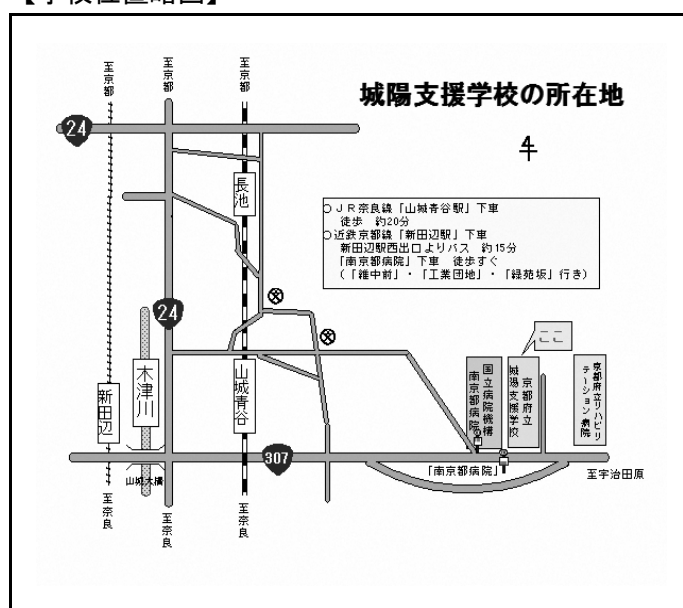 【学校位置略図】
至京都
至京都
至京都
城陽支援学校の所在地
24
長池
○JR奈良線「山城青谷駅」下車
徒歩 約20分
○近鉄京都線「新田辺駅」下車
新田辺駅西出口よりバス 約15分
「南京都病院」下車 徒歩すぐ
(「維中前」・「工業団地」・「緑苑坂」行き)
24
木津川
新田辺
山城青谷
ここ
国立病院機構
南京都病院
京都府立
城陽支援学校
京都府立リハビリ
テーション病院
307
「南京都病院」
至宇治田原
山城大橋
至奈良
至奈良
至奈良